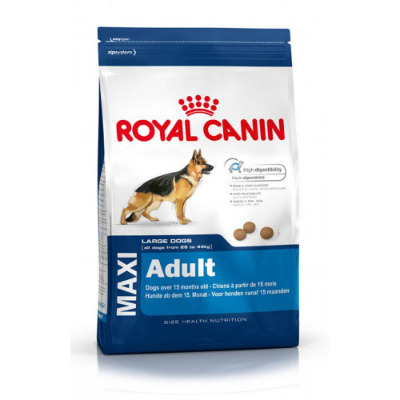 zipsystem
ROYAL CANIN
High digestibility
LARGE DOGS
MAXI
Adult
Dogs over 15 months old - Chiens à partir de 15 mois
Hunde ab dem 15. Monat - Voor honden vanaf 15 maanden
SIZE HEALTH NUTRITION